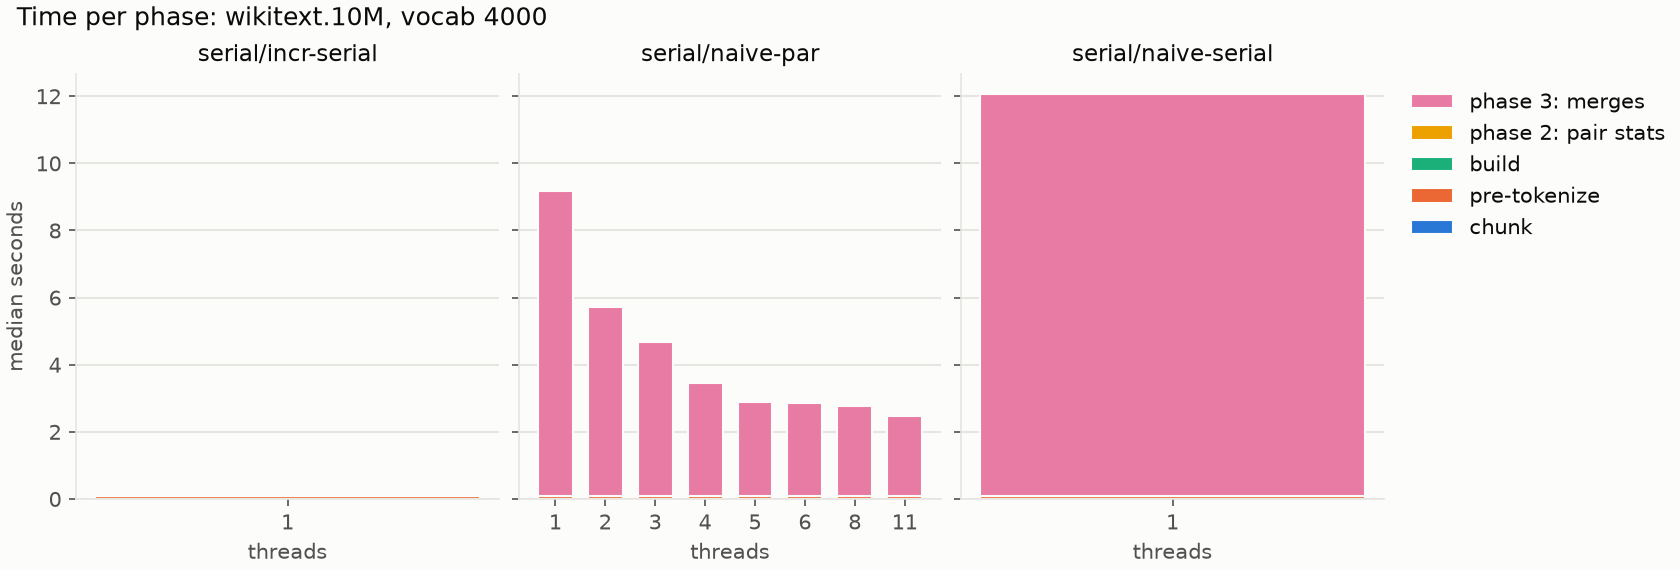 Time per phase: wikitext.10M, vocab 4000
serial/incr-serial
serial/naive-par
serial/naive-serial
median seconds
12
10
8
6
4
2
0
1
threads
1 2 3 4 5 6 8 11
threads
1
threads
phase 3: merges
phase 2: pair stats
build
pre-tokenize
chunk